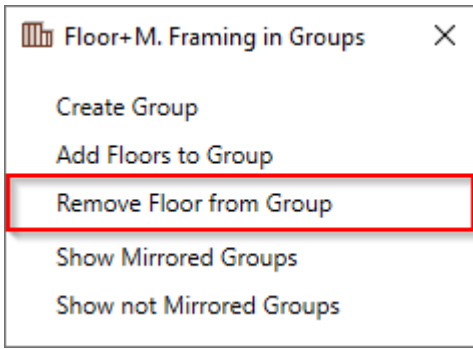 Floor+M. Framing in Groups
Create Group
Add Floors to Group
Remove Floor from Group
Show Mirrored Groups
Show not Mirrored Groups